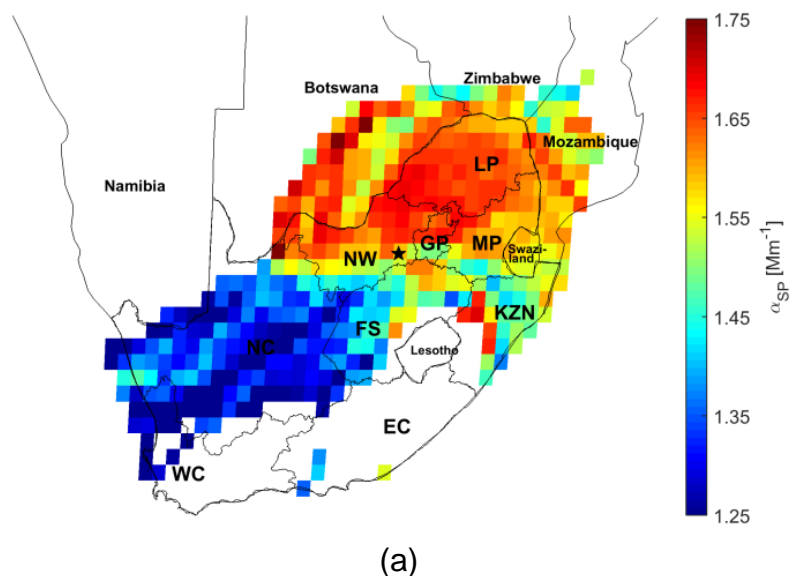 1.75
Zimbabwe
Botswana
1.65
Mozambique
LP
Namibia
1.55
GP
MP
NW
Swazi-
land
α_SP [Mm⁻¹]
1.45
KZN
FS
NC
Lesotho
1.35
EC
WC
1.25
(a)